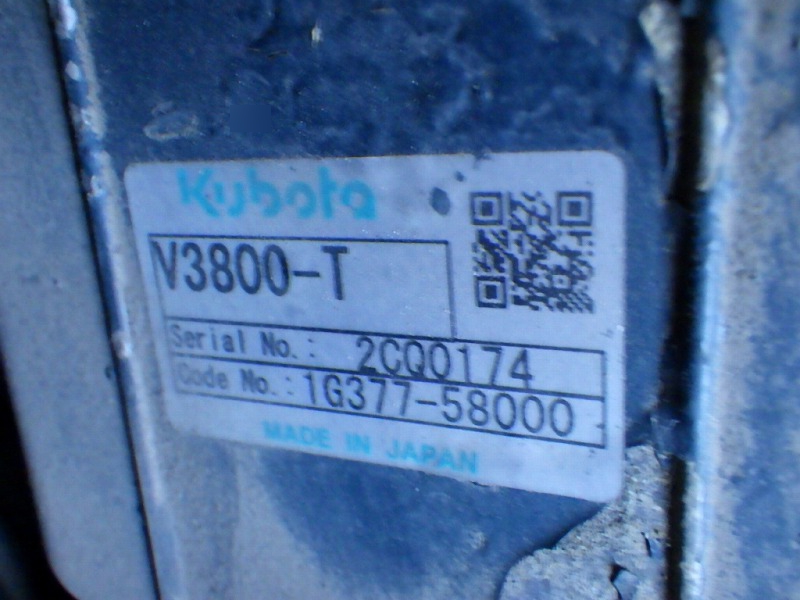 Kubota
V3800-T
Serial No.: 2CQ0174
Code No.: 1G377-58000
MADE IN JAPAN